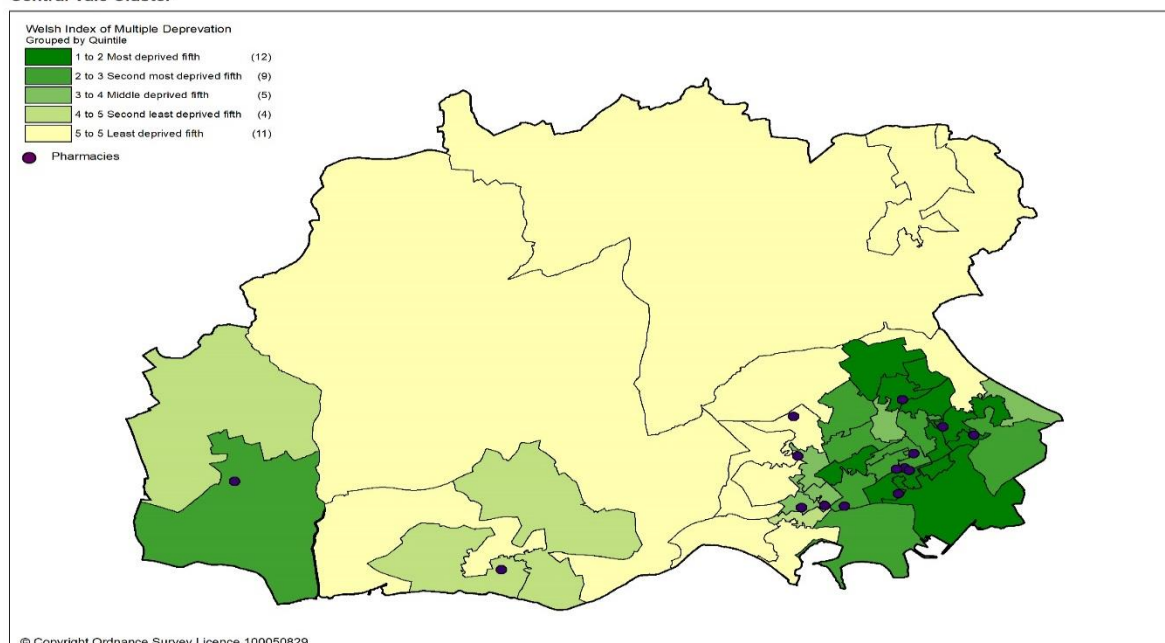 Central Vale Cluster
Welsh Index of Multiple Deprevation
Grouped by Quintile
1 to 2 Most deprived fifth (12)
2 to 3 Second most deprived fifth (9)
3 to 4 Middle deprived fifth (5)
4 to 5 Second least deprived fifth (4)
5 to 5 Least deprived fifth (11)
Pharmacies
© Copyright Ordnance Survey Licence 100050829